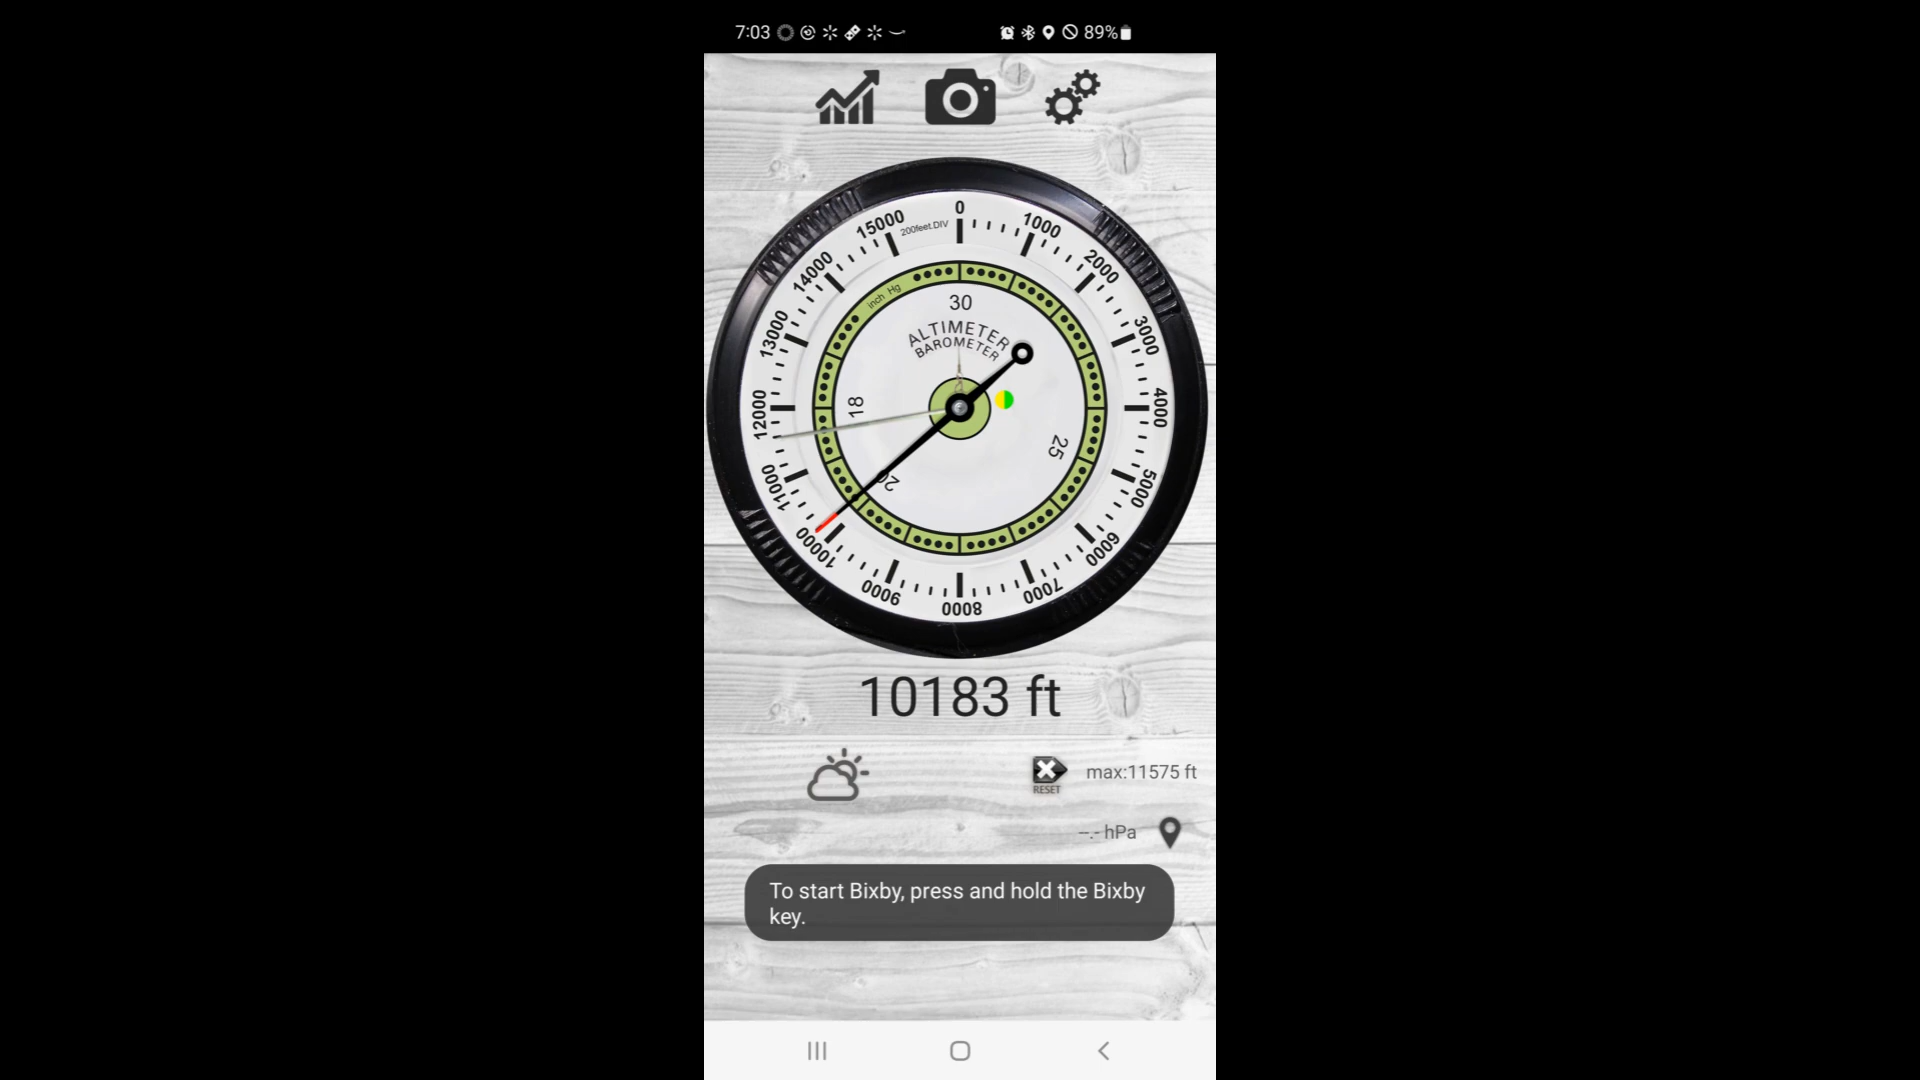 7:03
89%
0
1000
2000
3000
4000
5000
6000
7000
8000
9000
10000
11000
12000
13000
14000
15000
200feet.DIV
inch Hg
30
ALTIMETER
BAROMETER
18
25
20
10183 ft
RESET
max:11575 ft
--.- hPa
To start Bixby, press and hold the Bixby
key.